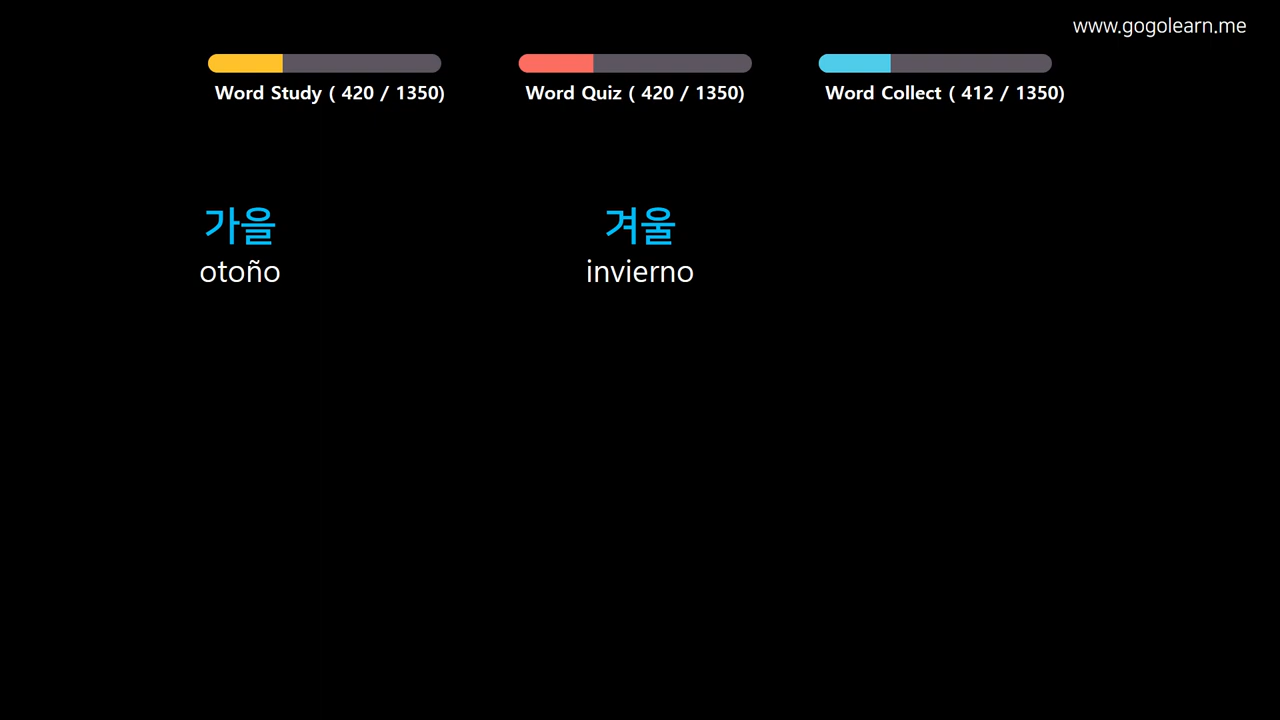 www.gogolearn.me
Word Study ( 420 / 1350)
Word Quiz ( 420 / 1350)
Word Collect ( 412 / 1350)
가을
otoño
겨울
invierno